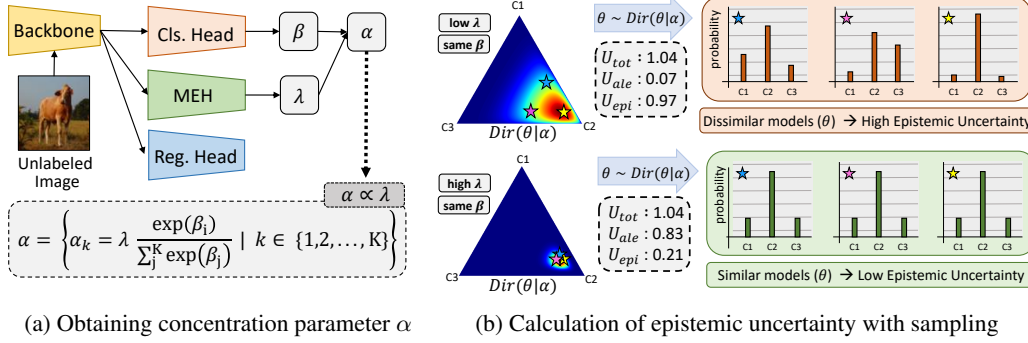 Backbone
Cls. Head
β
α
MEH
λ
Reg. Head
Unlabeled
Image
α ∝ λ
α = { α_k = λ exp(β_i) / ∑_j^K exp(β_j) | k ∈ {1,2, . . . , K} }
(a) Obtaining concentration parameter α
C1
low λ
same β
C3
C2
Dir(θ|α)
θ ~ Dir(θ|α)
U_tot : 1.04
U_ale : 0.07
U_epi : 0.97
probability
C1 C2 C3
C1 C2 C3
C1 C2 C3
Dissimilar models (θ) → High Epistemic Uncertainty
C1
high λ
same β
C3
C2
Dir(θ|α)
θ ~ Dir(θ|α)
U_tot : 1.04
U_ale : 0.83
U_epi : 0.21
probability
C1 C2 C3
C1 C2 C3
C1 C2 C3
Similar models (θ) → Low Epistemic Uncertainty
(b) Calculation of epistemic uncertainty with sampling